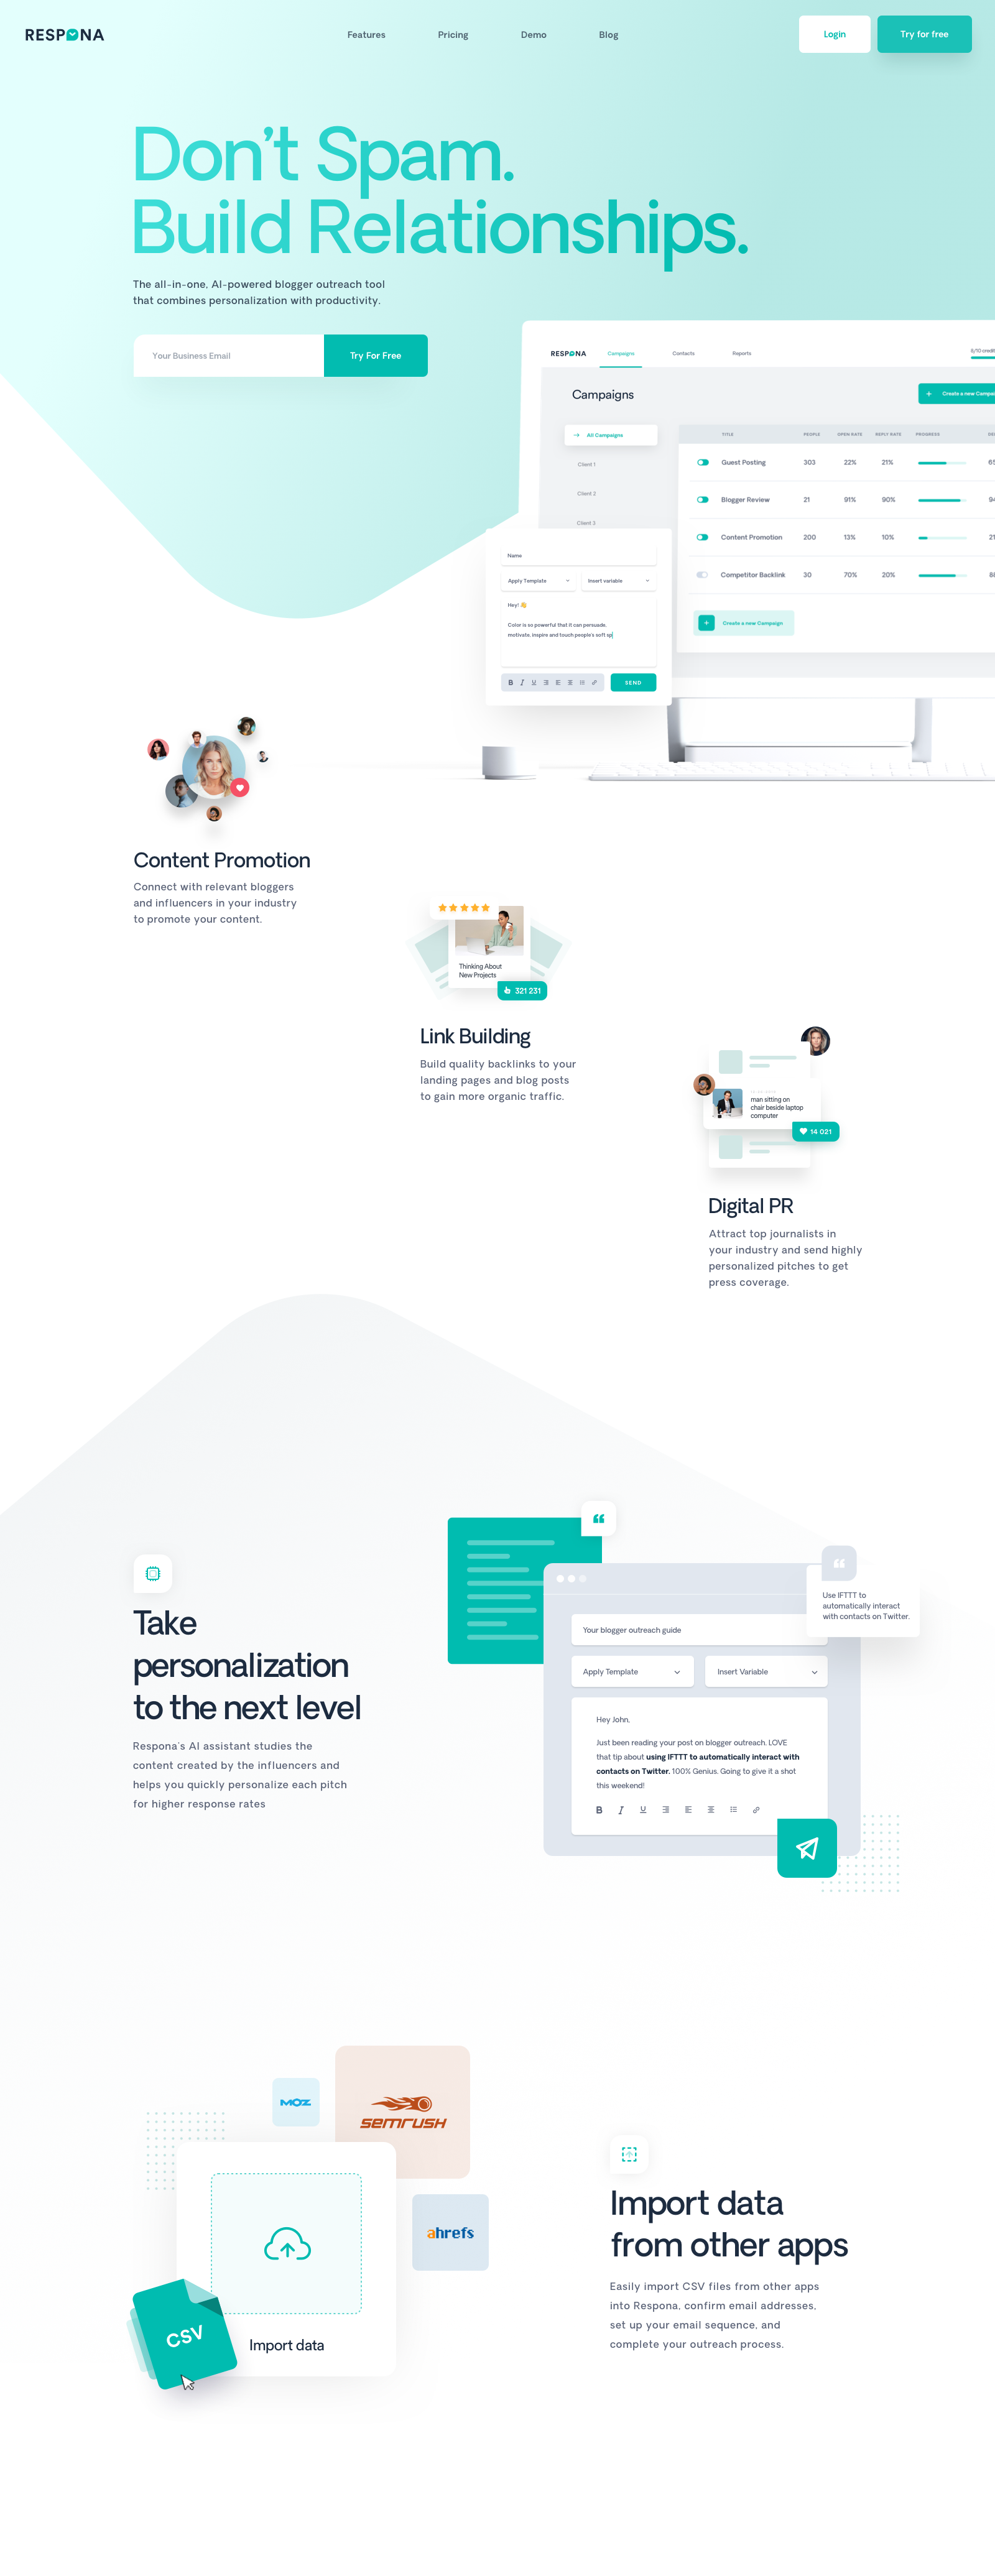 RESPONA
Features
Pricing
Demo
Blog
Login
Try for free
Don't Spam.
Build Relationships.
The all-in-one, AI-powered blogger outreach tool
that combines personalization with productivity.
Your Business Email
Try For Free
RESPONA
Campaigns
Contacts
Reports
Campaigns
All Campaigns
Client 1
Client 2
Client 3
TITLE PEOPLE OPEN RATE REPLY RATE PROGRESS
Guest Posting 303 22% 21%
Blogger Review 21 91% 90%
Content Promotion 200 13% 10%
Competitor Backlink 30 70% 20%
Create a new Campaign
Name
Apply Template
Insert variable
Hey! 👋
Color is so powerful that it can persuade,
motivate, inspire and touch people's soft sp
B I U
SEND
Content Promotion
Connect with relevant bloggers
and influencers in your industry
to promote your content.
Thinking About
New Projects
321 231
Link Building
Build quality backlinks to your
landing pages and blog posts
to gain more organic traffic.
man sitting on
chair beside laptop
computer
14 021
Digital PR
Attract top journalists in
your industry and send highly
personalized pitches to get
press coverage.
Take
personalization
to the next level
Respona's AI assistant studies the
content created by the influencers and
helps you quickly personalize each pitch
for higher response rates
Use IFTTT to
automatically interact
with contacts on Twitter.
Your blogger outreach guide
Apply Template
Insert Variable
Hey John,
Just been reading your post on blogger outreach. LOVE
that tip about using IFTTT to automatically interact with
contacts on Twitter. 100% Genius. Going to give it a shot
this weekend!
B I U
MOZ
semrush
ahrefs
CSV
Import data
Import data
from other apps
Easily import CSV files from other apps
into Respona, confirm email addresses,
set up your email sequence, and
complete your outreach process.